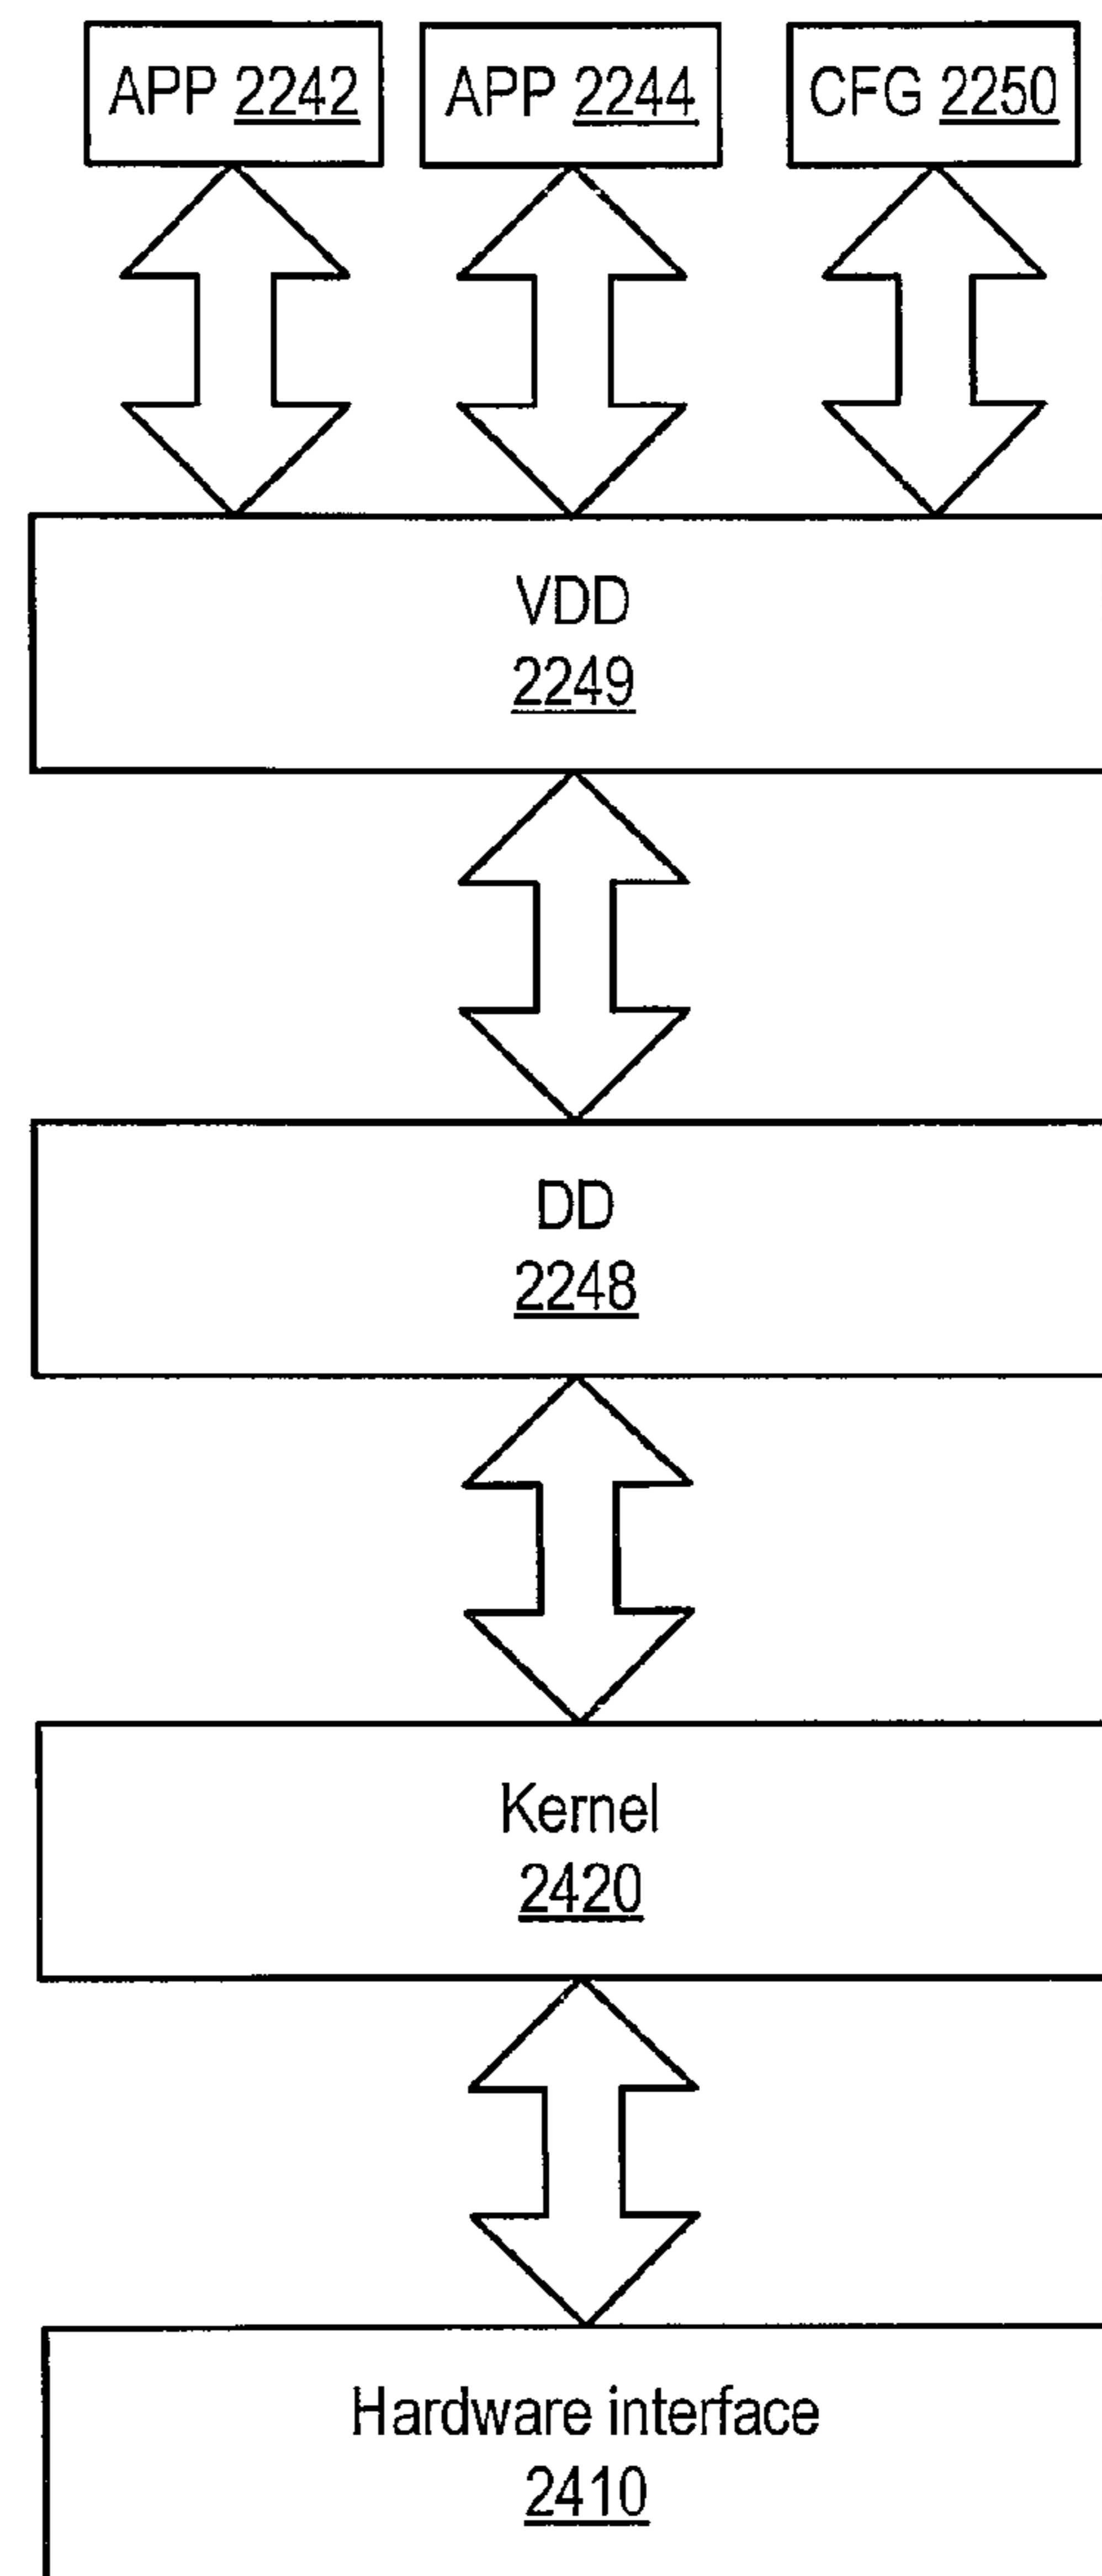 APP 2242 APP 2244 CFG 2250
VDD
2249
DD
2248
Kernel
2420
Hardware interface
2410